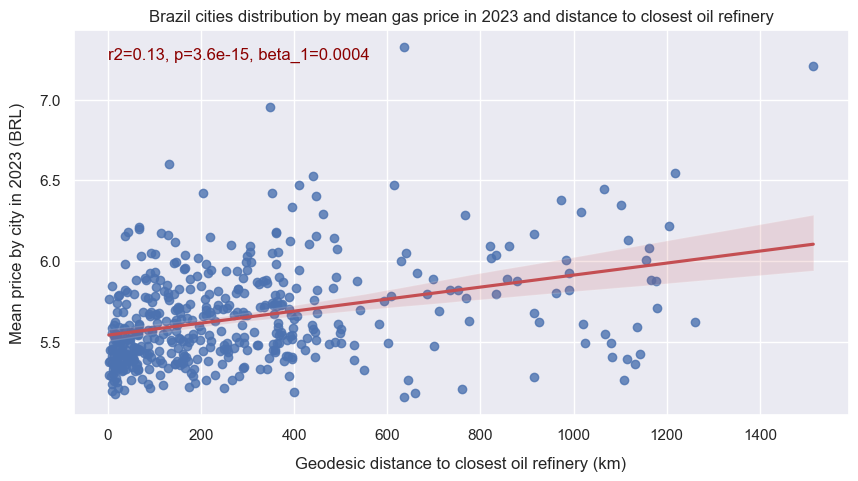 Brazil cities distribution by mean gas price in 2023 and distance to closest oil refinery
r2=0.13, p=3.6e-15, beta_1=0.0004
Mean price by city in 2023 (BRL)
7.0
6.5
6.0
5.5
0 200 400 600 800 1000 1200 1400
Geodesic distance to closest oil refinery (km)